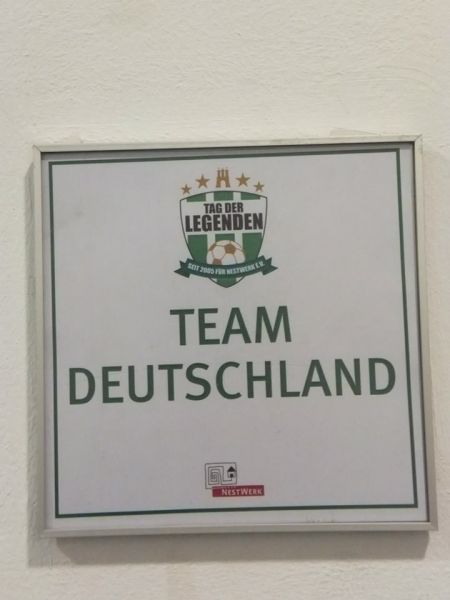 TAG DER
LEGENDEN
SEIT 2005 FÜR NESTWERK E.V.
TEAM
DEUTSCHLAND
NESTWERK